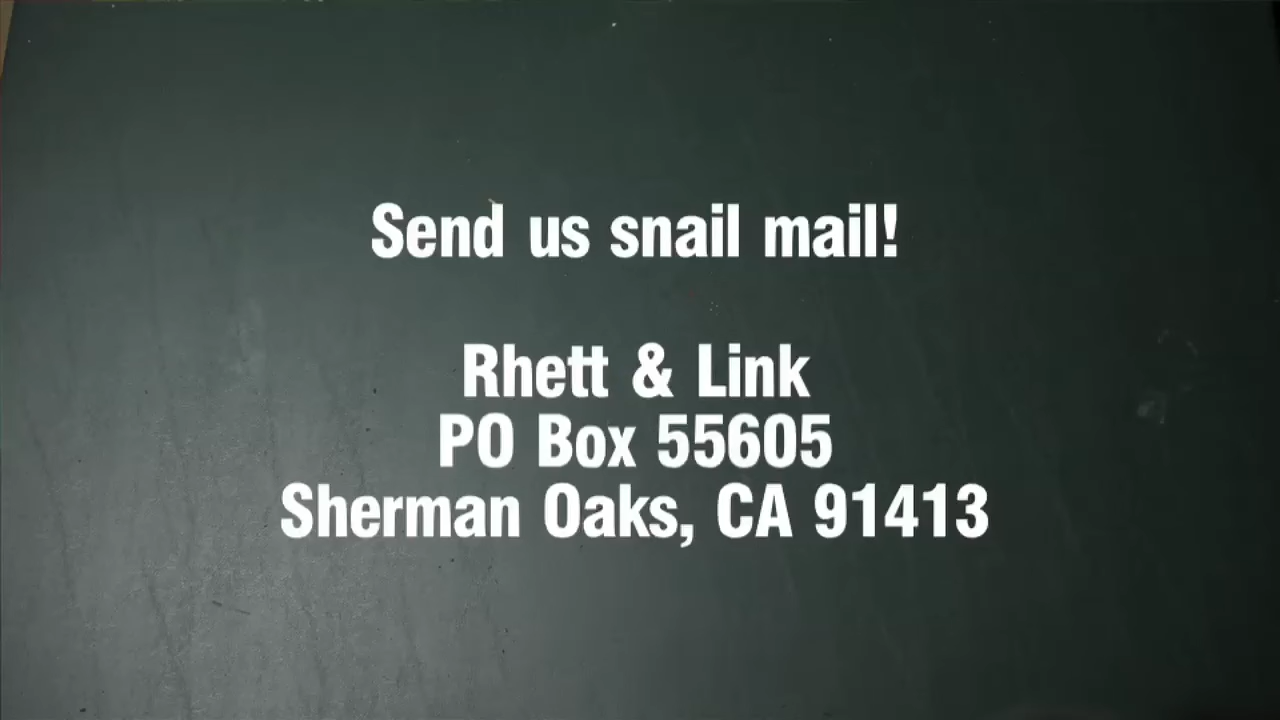 Send us snail mail!
Rhett & Link
PO Box 55605
Sherman Oaks, CA 91413